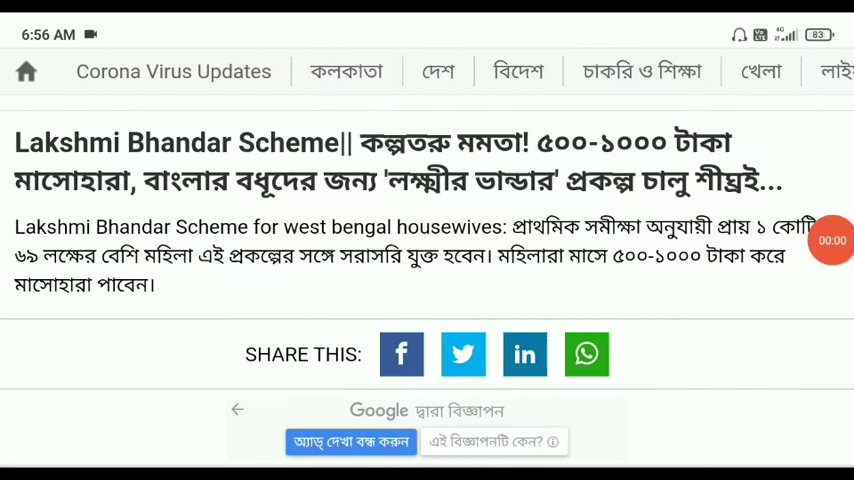 6:56 AM
4G
83
Corona Virus Updates কলকাতা দেশ বিদেশ চাকরি ও শিক্ষা খেলা
Lakshmi Bhandar Scheme|| কল্পতরু মমতা! ৫০০-১০০০ টাকা
মাসোহারা, বাংলার বধূদের জন্য 'লক্ষ্মীর ভান্ডার' প্রকল্প চালু শীঘ্রই...
Lakshmi Bhandar Scheme for west bengal housewives: প্রাথমিক সমীক্ষা অনুযায়ী প্রায় ১ কোটি
00:00
৬৯ লক্ষের বেশি মহিলা এই প্রকল্পের সঙ্গে সরাসরি যুক্ত হবেন। মহিলারা মাসে ৫০০-১০০০ টাকা করে
মাসোহারা পাবেন।
SHARE THIS:
Google দ্বারা বিজ্ঞাপন
অ্যাড্ দেখা বন্ধ করুন এই বিজ্ঞাপনটি কেন?